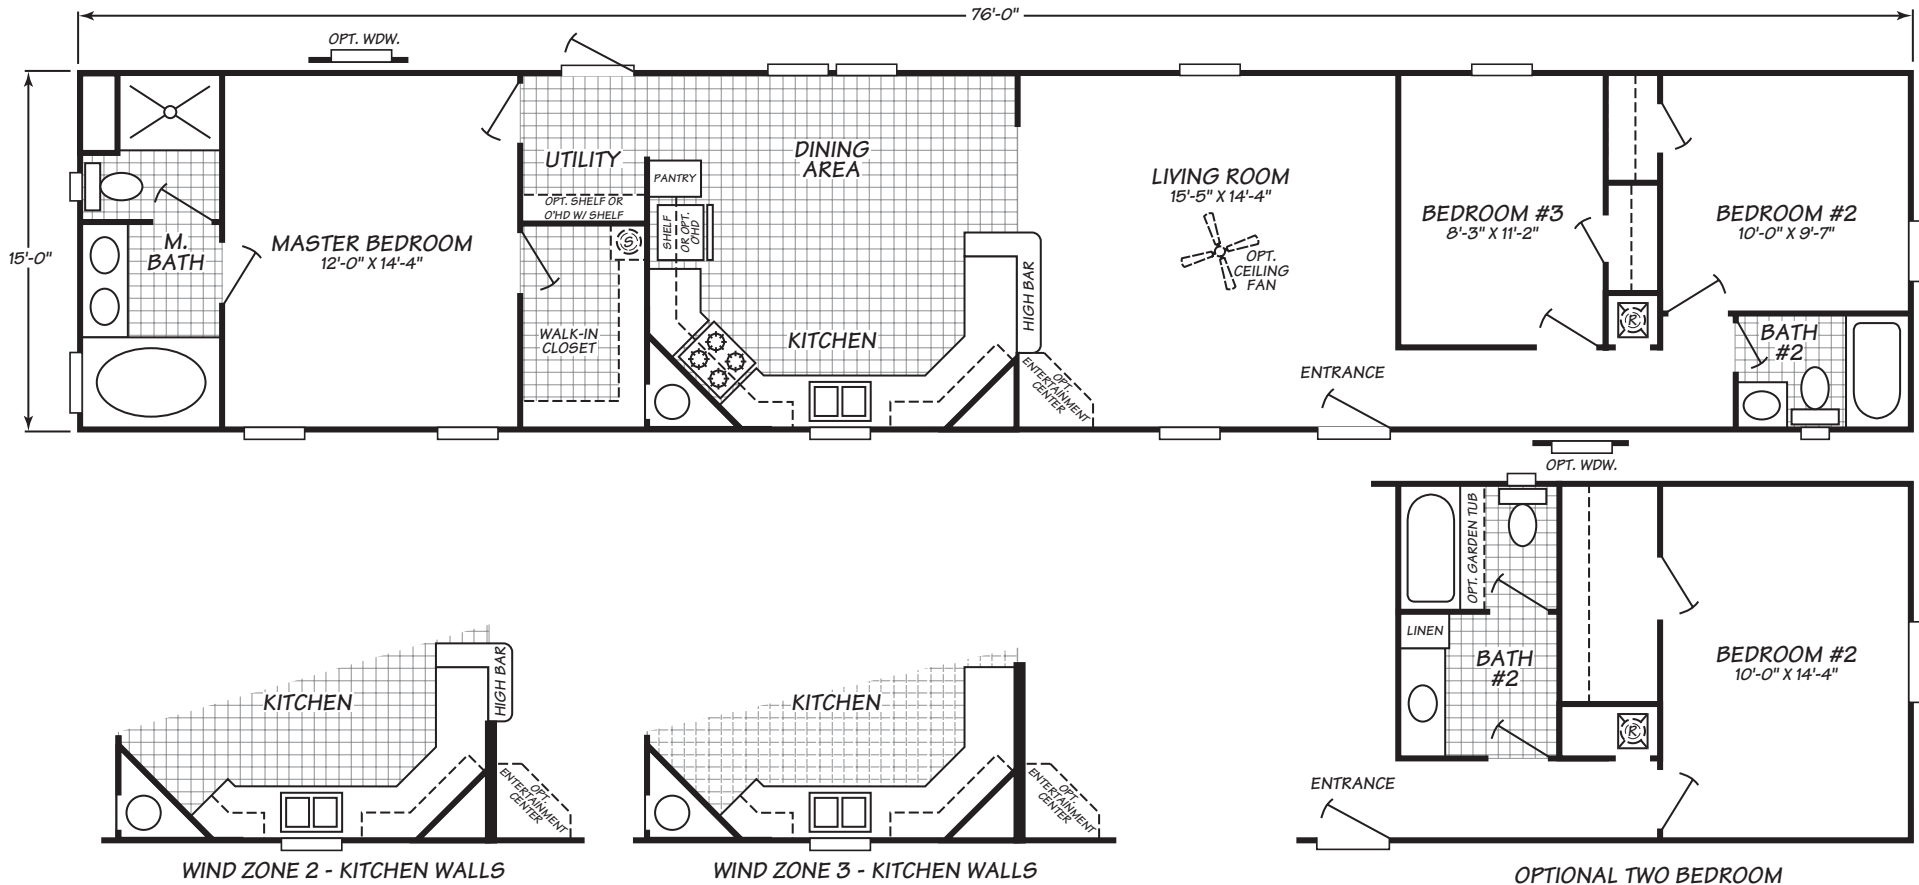 76'-0"
OPT. WDW.
15'-0"
M.
BATH
MASTER BEDROOM
12'-0" X 14'-4"
UTILITY
OPT. SHELF OR
O'HD W/ SHELF
S
WALK-IN
CLOSET
PANTRY
SHELF
OR OPT.
OHD
DINING
AREA
KITCHEN
HIGH BAR
OPT.
ENTERTAINMENT
CENTER
LIVING ROOM
15'-5" X 14'-4"
OPT.
CEILING
FAN
ENTRANCE
BEDROOM #3
8'-3" X 11'-2"
R
BEDROOM #2
10'-0" X 9'-7"
BATH
#2
OPT. WDW.
KITCHEN
HIGH BAR
OPT.
ENTERTAINMENT
CENTER
WIND ZONE 2 - KITCHEN WALLS
KITCHEN
OPT.
ENTERTAINMENT
CENTER
WIND ZONE 3 - KITCHEN WALLS
OPT. GARDEN TUB
LINEN
BATH
#2
R
BEDROOM #2
10'-0" X 14'-4"
ENTRANCE
OPTIONAL TWO BEDROOM